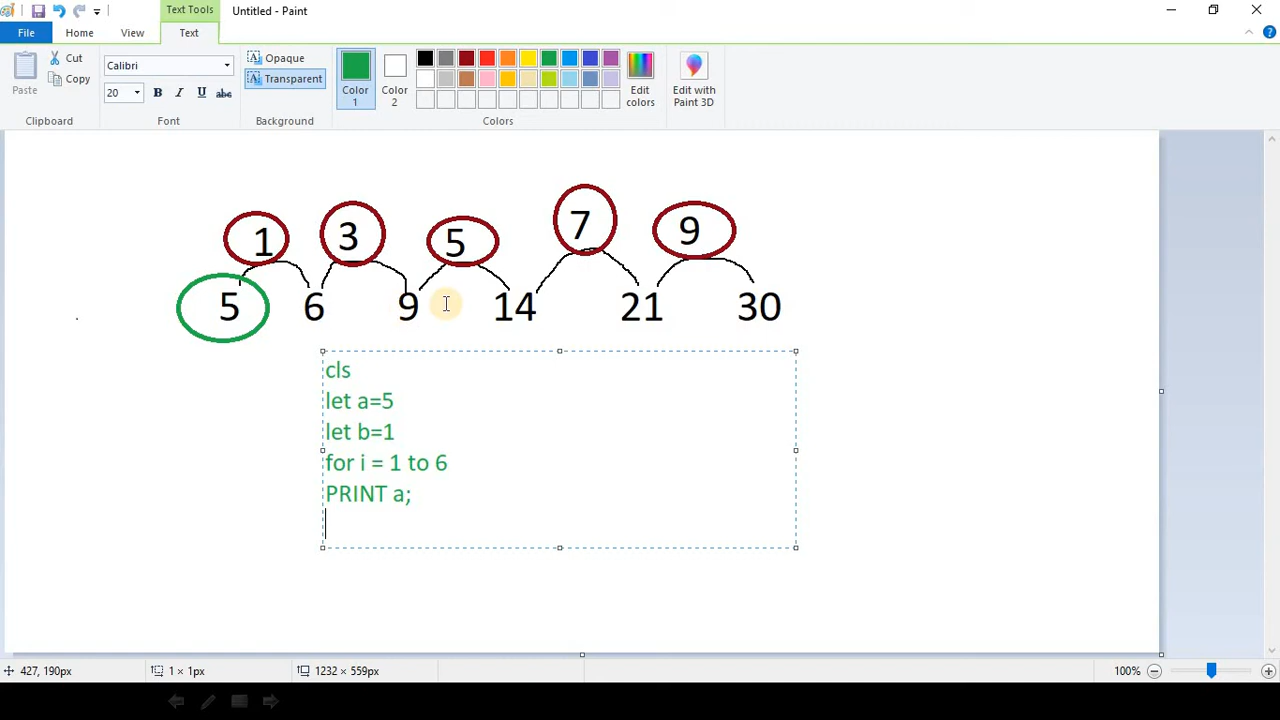 Text Tools
Untitled - Paint
File
Home
View
Text
Paste
Cut
Copy
Clipboard
Calibri
20
B I U abc
Font
Opaque
Transparent
Background
Color 1
Color 2
Edit colors
Edit with Paint 3D
Colors
1 3 5 7 9
5 6 9 14 21 30
cls
let a=5
let b=1
for i = 1 to 6
PRINT a;
427, 190px
1 × 1px
1232 × 559px
100%